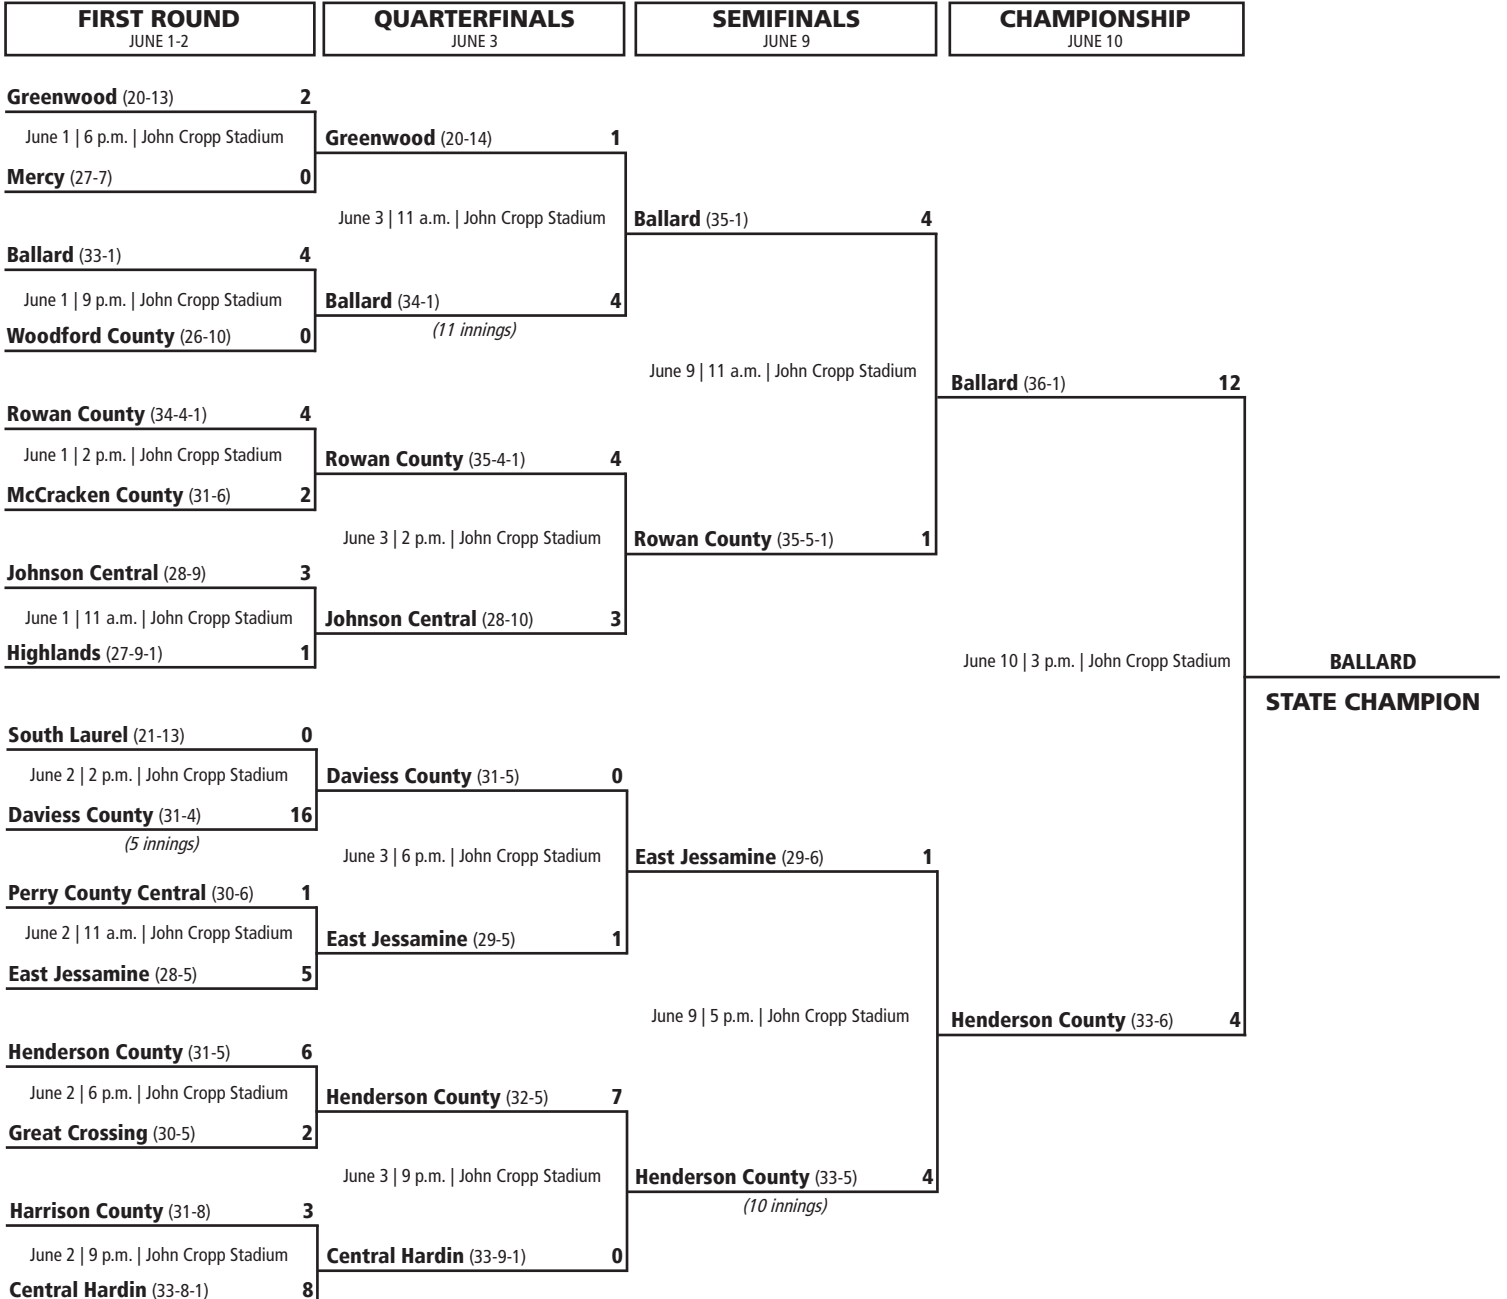 FIRST ROUND
JUNE 1-2
QUARTERFINALS
JUNE 3
SEMIFINALS
JUNE 9
CHAMPIONSHIP
JUNE 10
Greenwood (20-13) 2
June 1 | 6 p.m. | John Cropp Stadium
Mercy (27-7) 0
Ballard (33-1) 4
June 1 | 9 p.m. | John Cropp Stadium
Woodford County (26-10) 0
Rowan County (34-4-1) 4
June 1 | 2 p.m. | John Cropp Stadium
McCracken County (31-6) 2
Johnson Central (28-9) 3
June 1 | 11 a.m. | John Cropp Stadium
Highlands (27-9-1) 1
South Laurel (21-13) 0
June 2 | 2 p.m. | John Cropp Stadium
Daviess County (31-4) 16
(5 innings)
Perry County Central (30-6) 1
June 2 | 11 a.m. | John Cropp Stadium
East Jessamine (28-5) 5
Henderson County (31-5) 6
June 2 | 6 p.m. | John Cropp Stadium
Great Crossing (30-5) 2
Harrison County (31-8) 3
June 2 | 9 p.m. | John Cropp Stadium
Central Hardin (33-8-1) 8
Greenwood (20-14) 1
June 3 | 11 a.m. | John Cropp Stadium
Ballard (34-1) 4
(11 innings)
Rowan County (35-4-1) 4
June 3 | 2 p.m. | John Cropp Stadium
Johnson Central (28-10) 3
Daviess County (31-5) 0
June 3 | 6 p.m. | John Cropp Stadium
East Jessamine (29-5) 1
Henderson County (32-5) 7
June 3 | 9 p.m. | John Cropp Stadium
Central Hardin (33-9-1) 0
Ballard (35-1) 4
June 9 | 11 a.m. | John Cropp Stadium
Rowan County (35-5-1) 1
East Jessamine (29-6) 1
June 9 | 5 p.m. | John Cropp Stadium
Henderson County (33-5) 4
(10 innings)
Ballard (36-1) 12
June 10 | 3 p.m. | John Cropp Stadium
Henderson County (33-6) 4
BALLARD
STATE CHAMPION